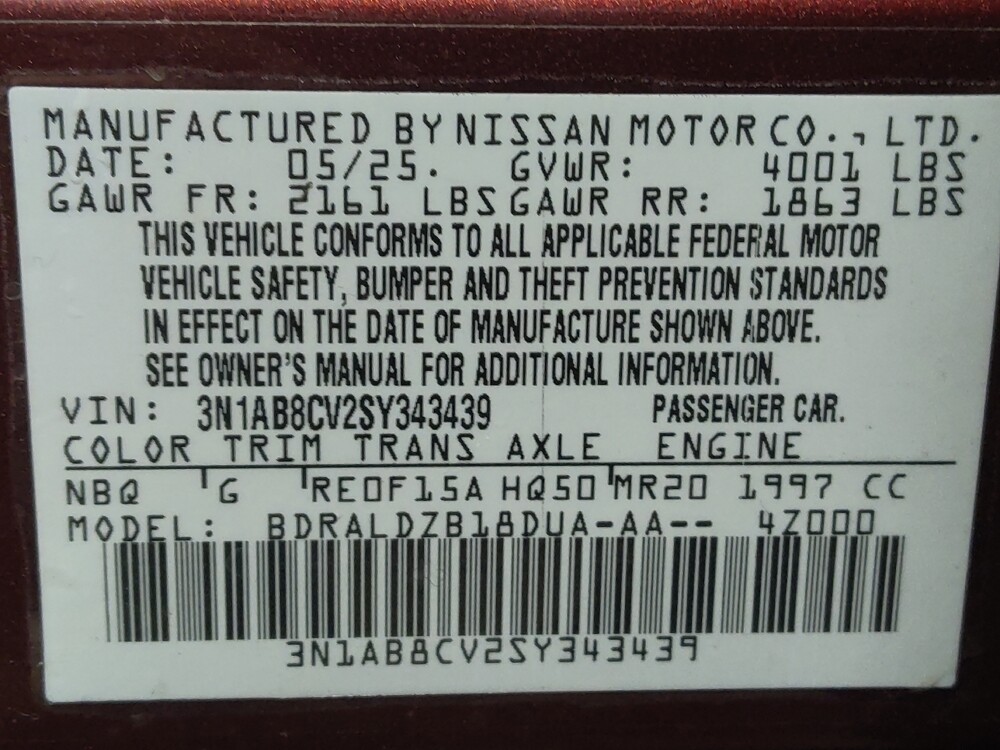 MANUFACTURED BY NISSAN MOTOR CO., LTD.
DATE: 05/25. GVWR: 4001 LBS
GAWR FR: 2161 LBS GAWR RR: 1863 LBS
THIS VEHICLE CONFORMS TO ALL APPLICABLE FEDERAL MOTOR
VEHICLE SAFETY, BUMPER AND THEFT PREVENTION STANDARDS
IN EFFECT ON THE DATE OF MANUFACTURE SHOWN ABOVE.
SEE OWNER'S MANUAL FOR ADDITIONAL INFORMATION.
VIN: 3N1AB8CV2SY343439 PASSENGER CAR.
COLOR TRIM TRANS AXLE ENGINE
NBQ G RE0F15A HQ50 MR20 1997 CC
MODEL: BDRALDZB18DUA-AA-- 4Z000
3N1AB8CV2SY343439